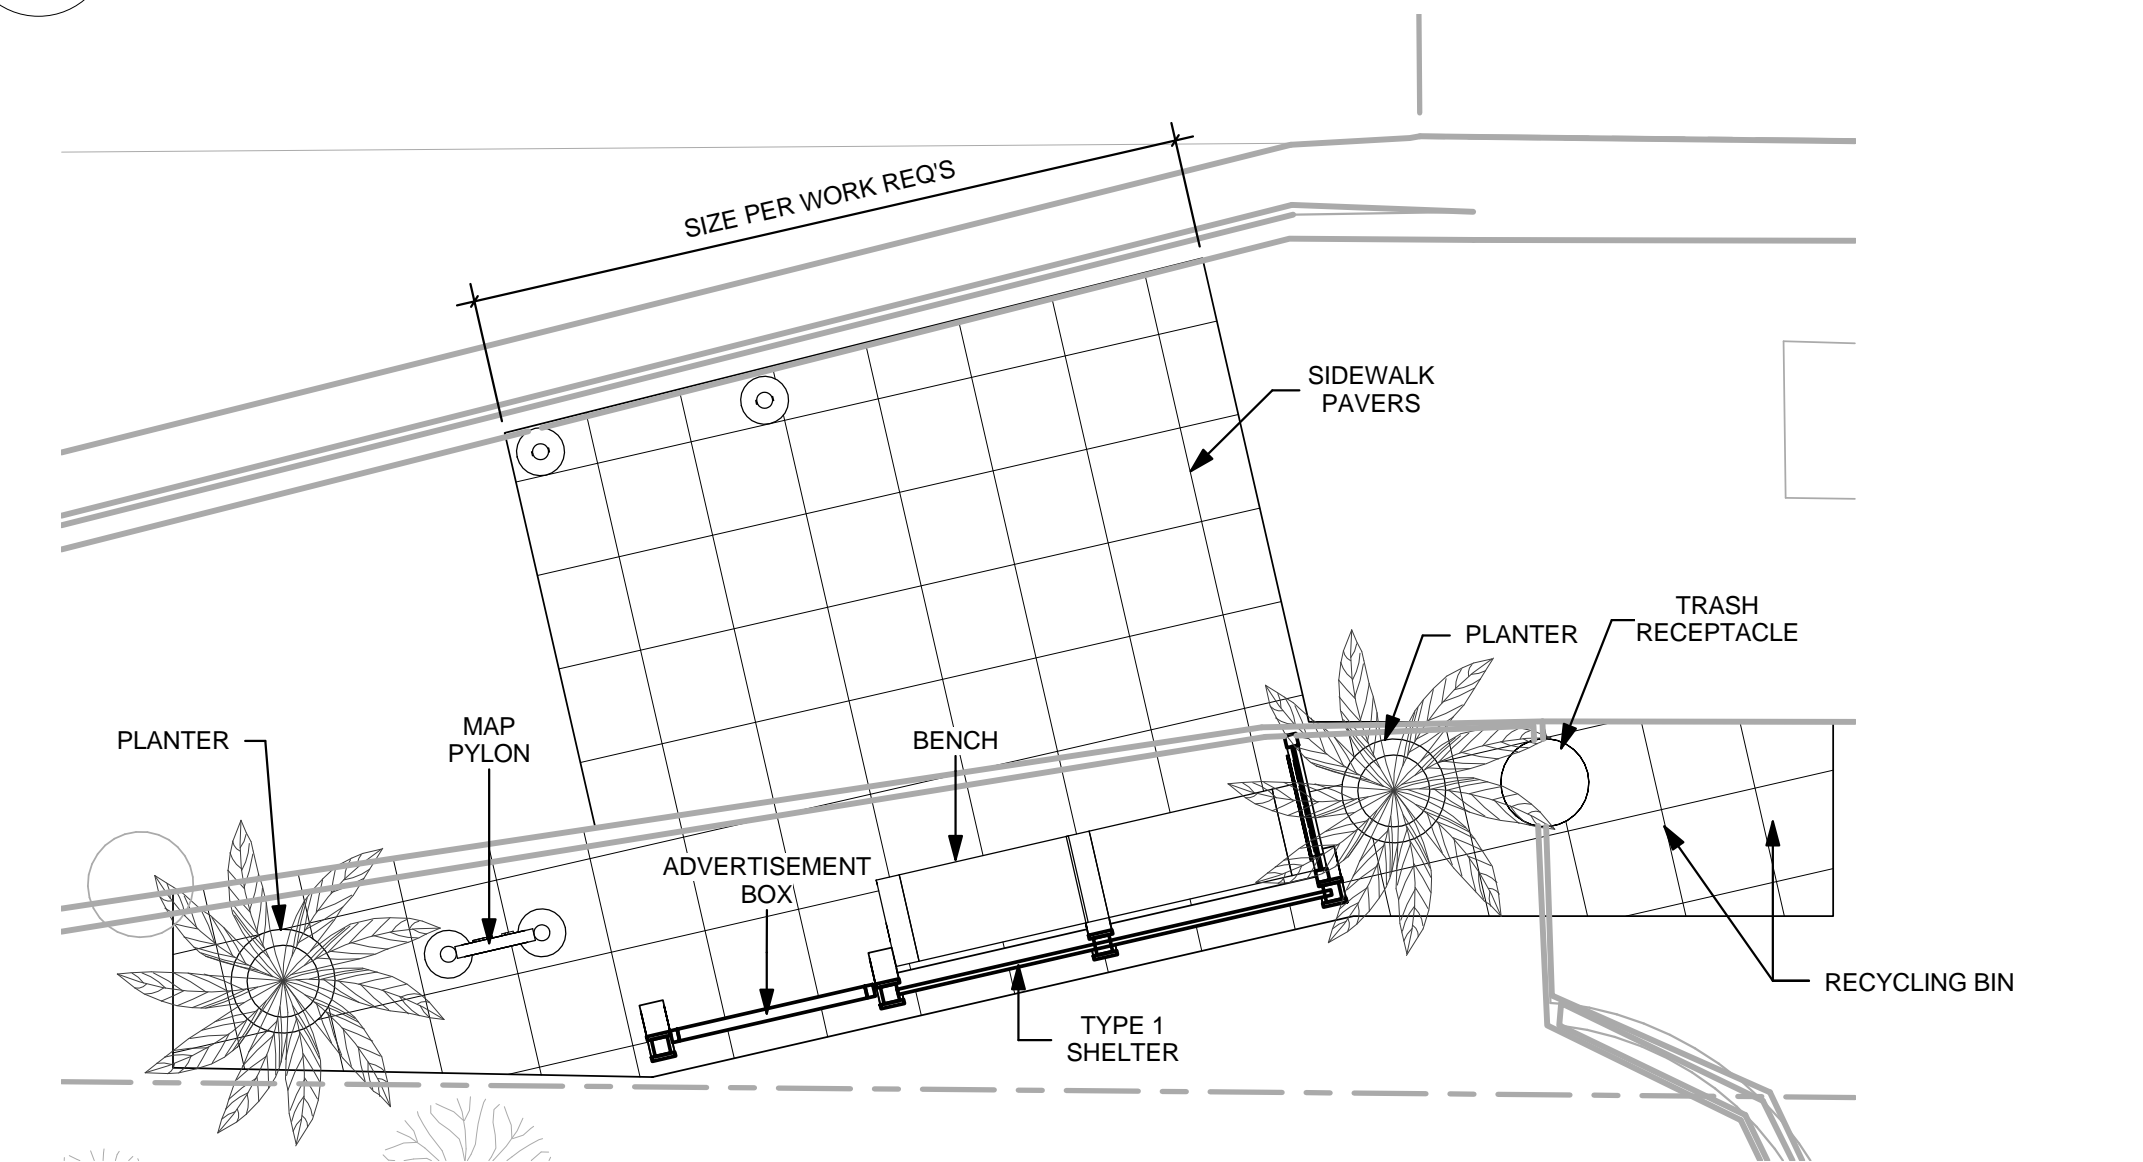 SIZE PER WORK REQ'S
SIDEWALK
PAVERS
TRASH
RECEPTACLE
PLANTER
MAP
PYLON
PLANTER
BENCH
ADVERTISEMENT
BOX
RECYCLING BIN
TYPE 1
SHELTER